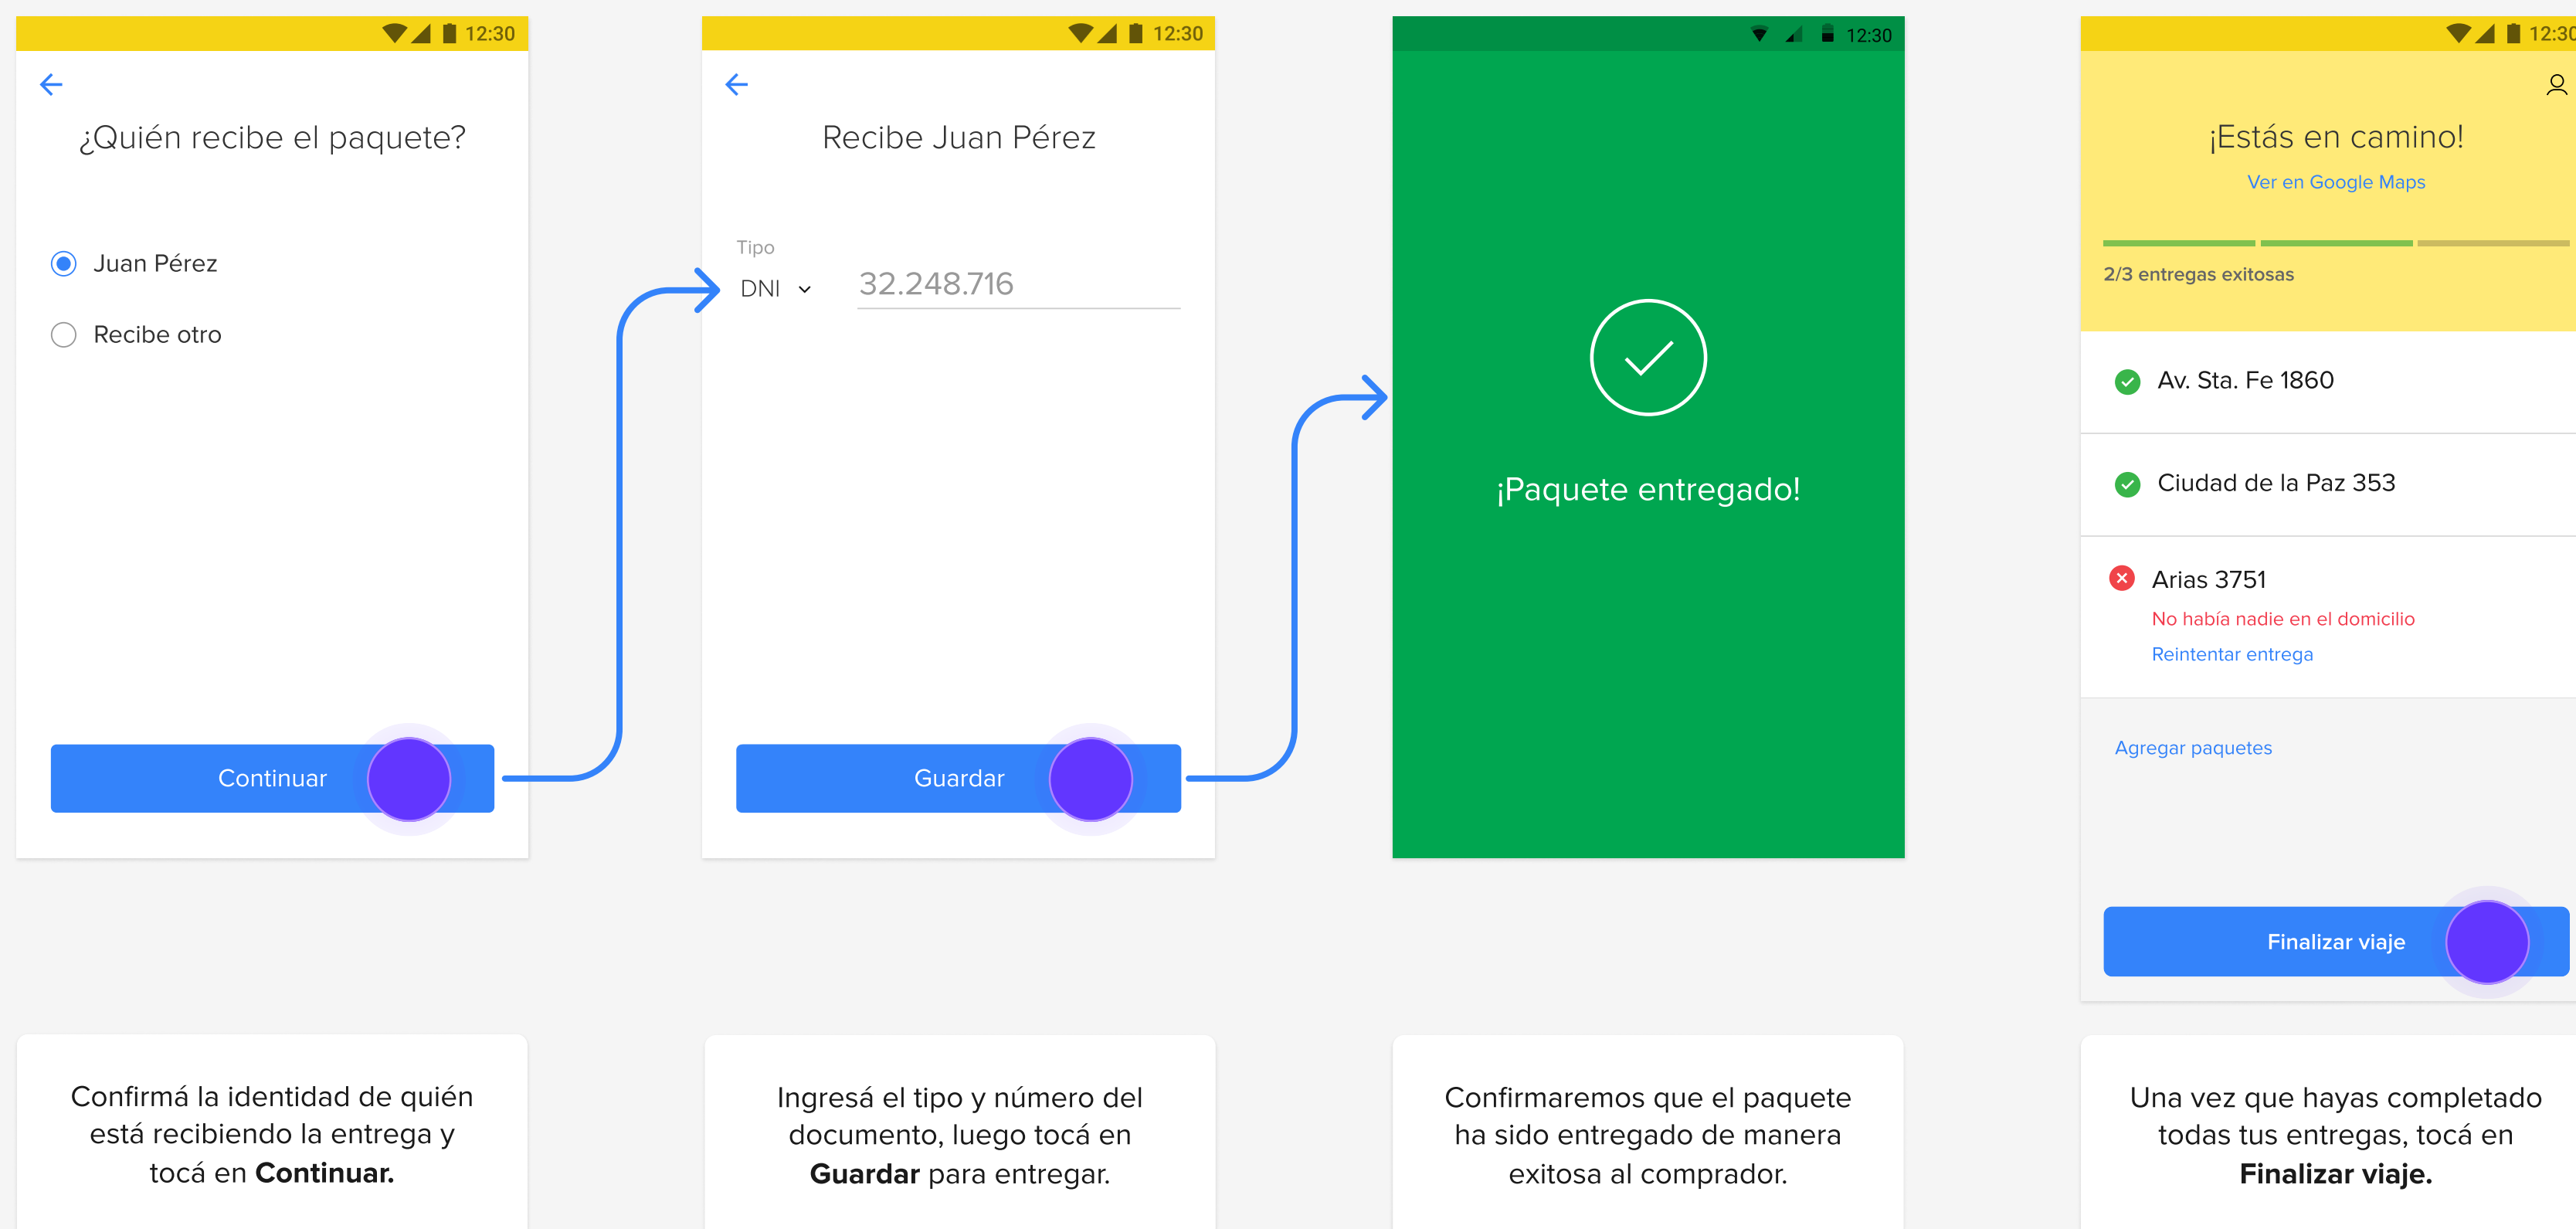 12:30
¿Quién recibe el paquete?
Juan Pérez
Recibe otro
Continuar
Confirmá la identidad de quién
está recibiendo la entrega y
tocá en Continuar.
12:30
Recibe Juan Pérez
Tipo
DNI
32.248.716
Guardar
Ingresá el tipo y número del
documento, luego tocá en
Guardar para entregar.
12:30
¡Paquete entregado!
Confirmaremos que el paquete
ha sido entregado de manera
exitosa al comprador.
12:30
¡Estás en camino!
Ver en Google Maps
2/3 entregas exitosas
Av. Sta. Fe 1860
Ciudad de la Paz 353
Arias 3751
No había nadie en el domicilio
Reintentar entrega
Agregar paquetes
Finalizar viaje
Una vez que hayas completado
todas tus entregas, tocá en
Finalizar viaje.